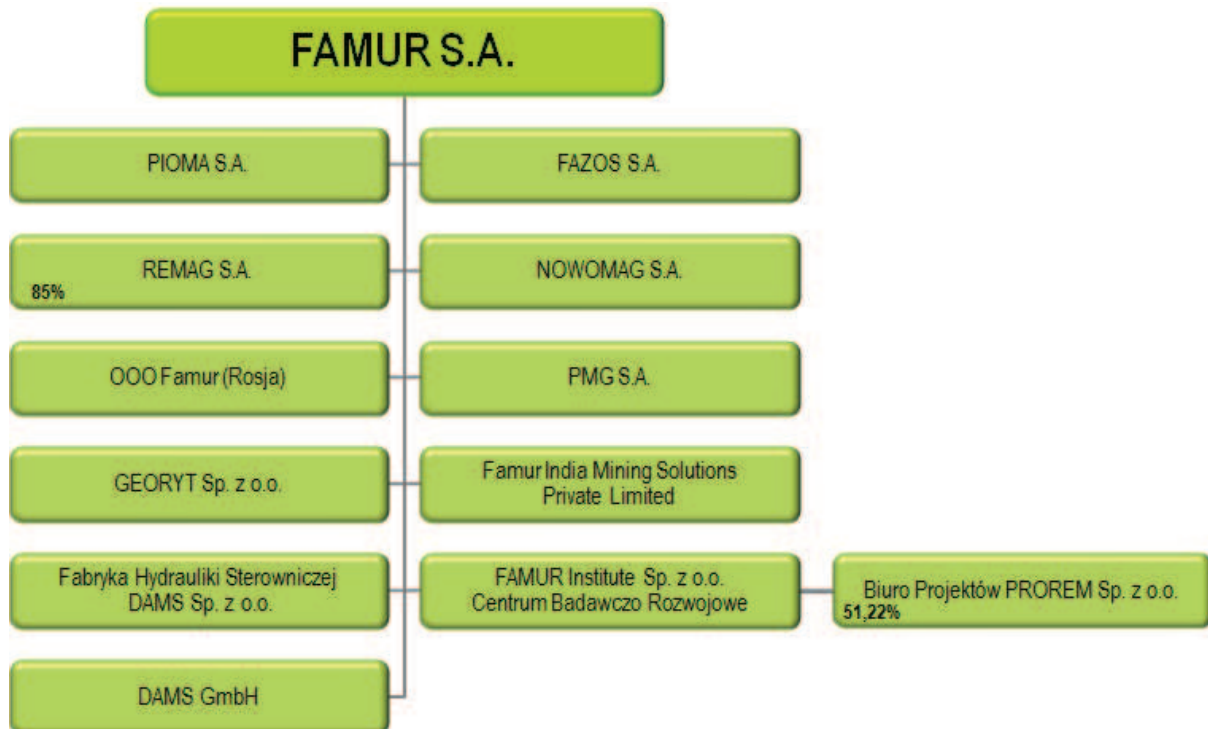 FAMUR S.A.
PIOMA S.A.
FAZOS S.A.
REMAG S.A.
85%
NOWOMAG S.A.
OOO Famur (Rosja)
PMG S.A.
GEORYT Sp. z o.o.
Famur India Mining Solutions
Private Limited
Fabryka Hydrauliki Sterowniczej
DAMS Sp. z o.o.
FAMUR Institute Sp. z o.o.
Centrum Badawczo Rozwojowe
Biuro Projektów PROREM Sp. z o.o.
51,22%
DAMS GmbH